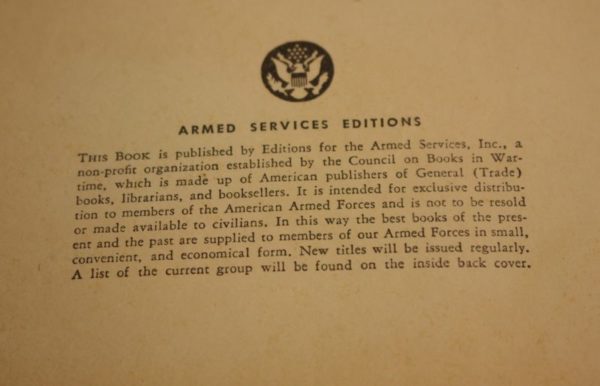 ARMED SERVICES EDITIONS
THIS BOOK is published by Editions for the Armed Services, Inc., a
non-profit organization established by the Council on Books in War-
time, which is made up of American publishers of General (Trade)
books, librarians, and booksellers. It is intended for exclusive distribu-
tion to members of the American Armed Forces and is not to be resold
or made available to civilians. In this way the best books of the pres-
ent and the past are supplied to members of our Armed Forces in small,
convenient, and economical form. New titles will be issued regularly.
A list of the current group will be found on the inside back cover.